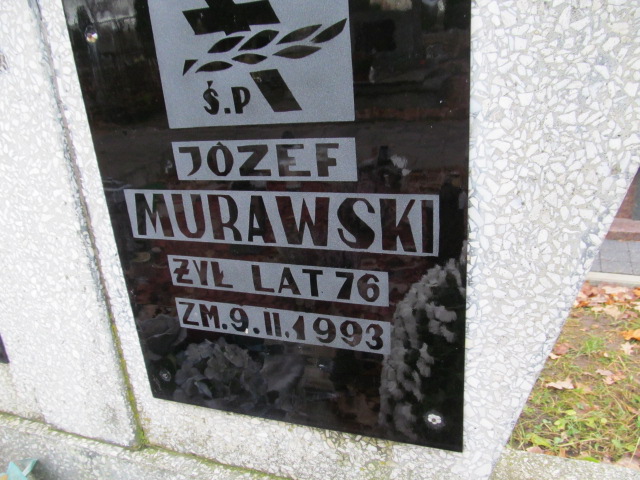 Ś.P
JÓZEF
MURAWSKI
ŻYŁ LAT 76
ZM. 9.II.1993